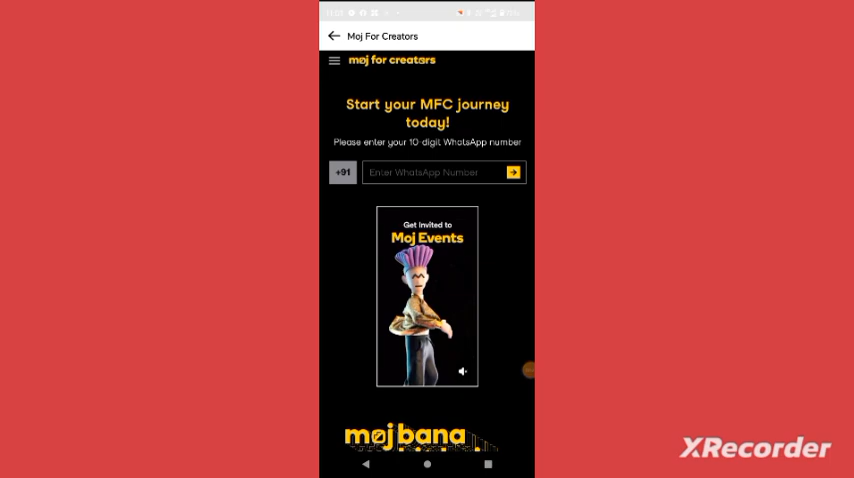 Moj For Creators
moj for creators
Start your MFC journey
today!
Please enter your 10-digit WhatsApp number
+91
Enter WhatsApp Number
Get Invited to
Moj Events
moj bana
XRecorder